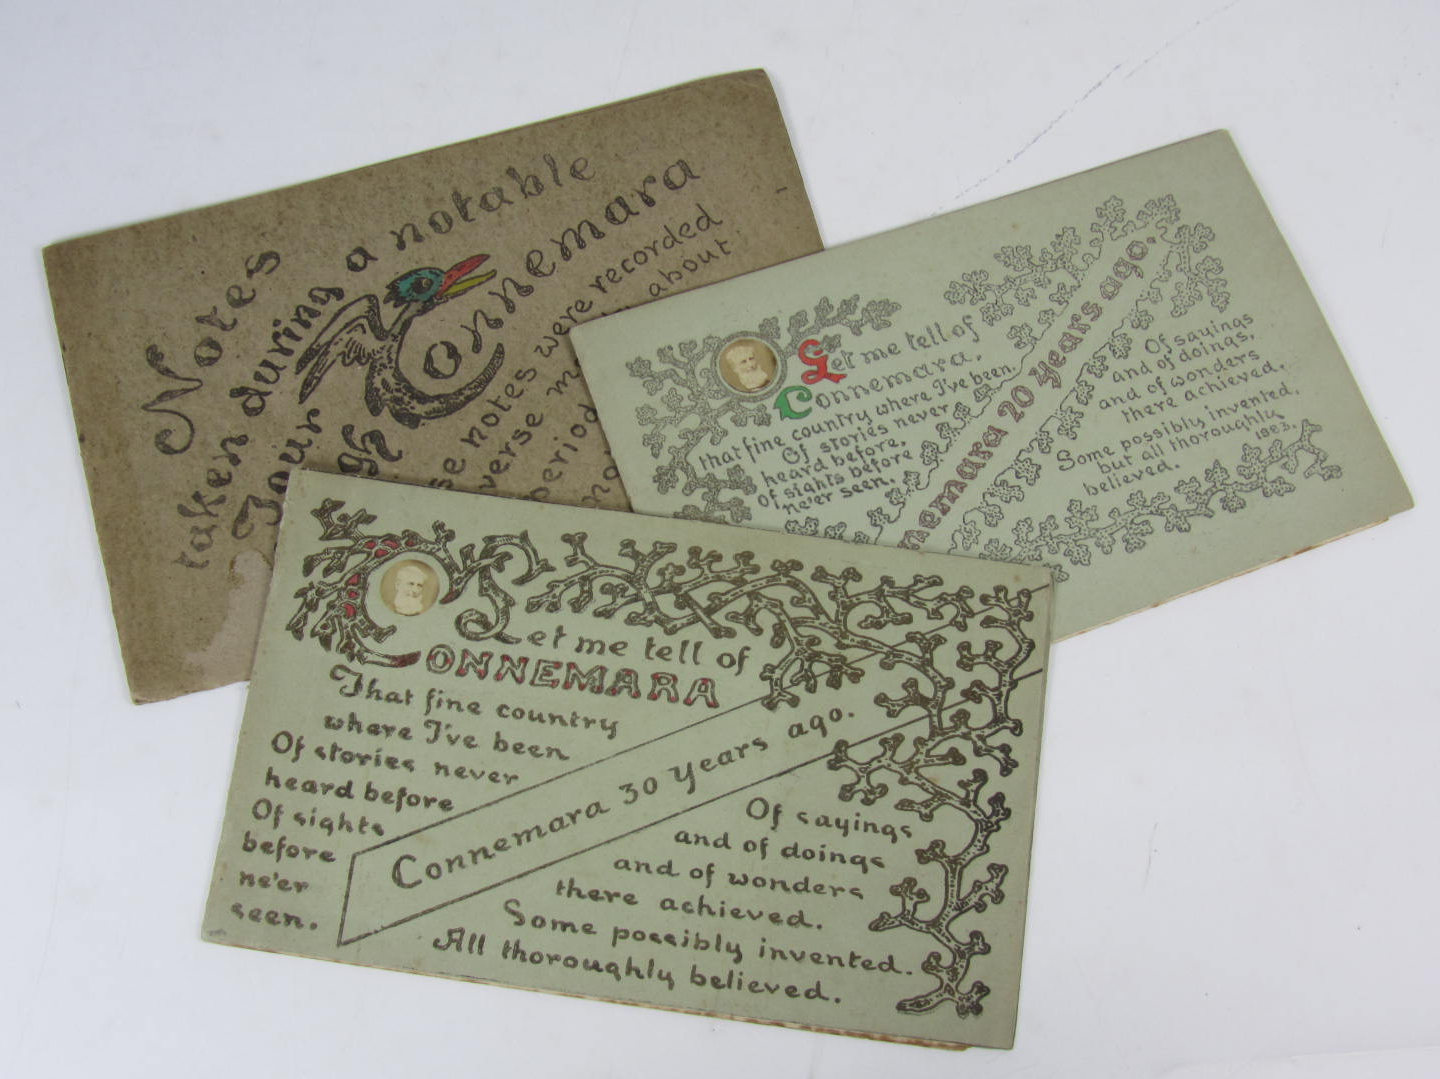 Notes
taken during a notable
Tour Connemara
notes were recorded
verse about
period
Let me tell of
Connemara.
that fine country where I've been,
Of stories never
heard before,
Of sights before
ne'er seen.
20 Years ago.
Of sayings
and of doings,
and of wonders
there achieved,
Some possibly invented,
but all thoroughly
believed.
1883.
Let me tell of
CONNEMARA
That fine country
where I've been
Of stories never
heard before
Of sights
before
ne'er
seen.
Connemara 30 Years ago.
Of sayings
and of doings
and of wonders
there achieved.
Some possibly invented.
All thoroughly believed.